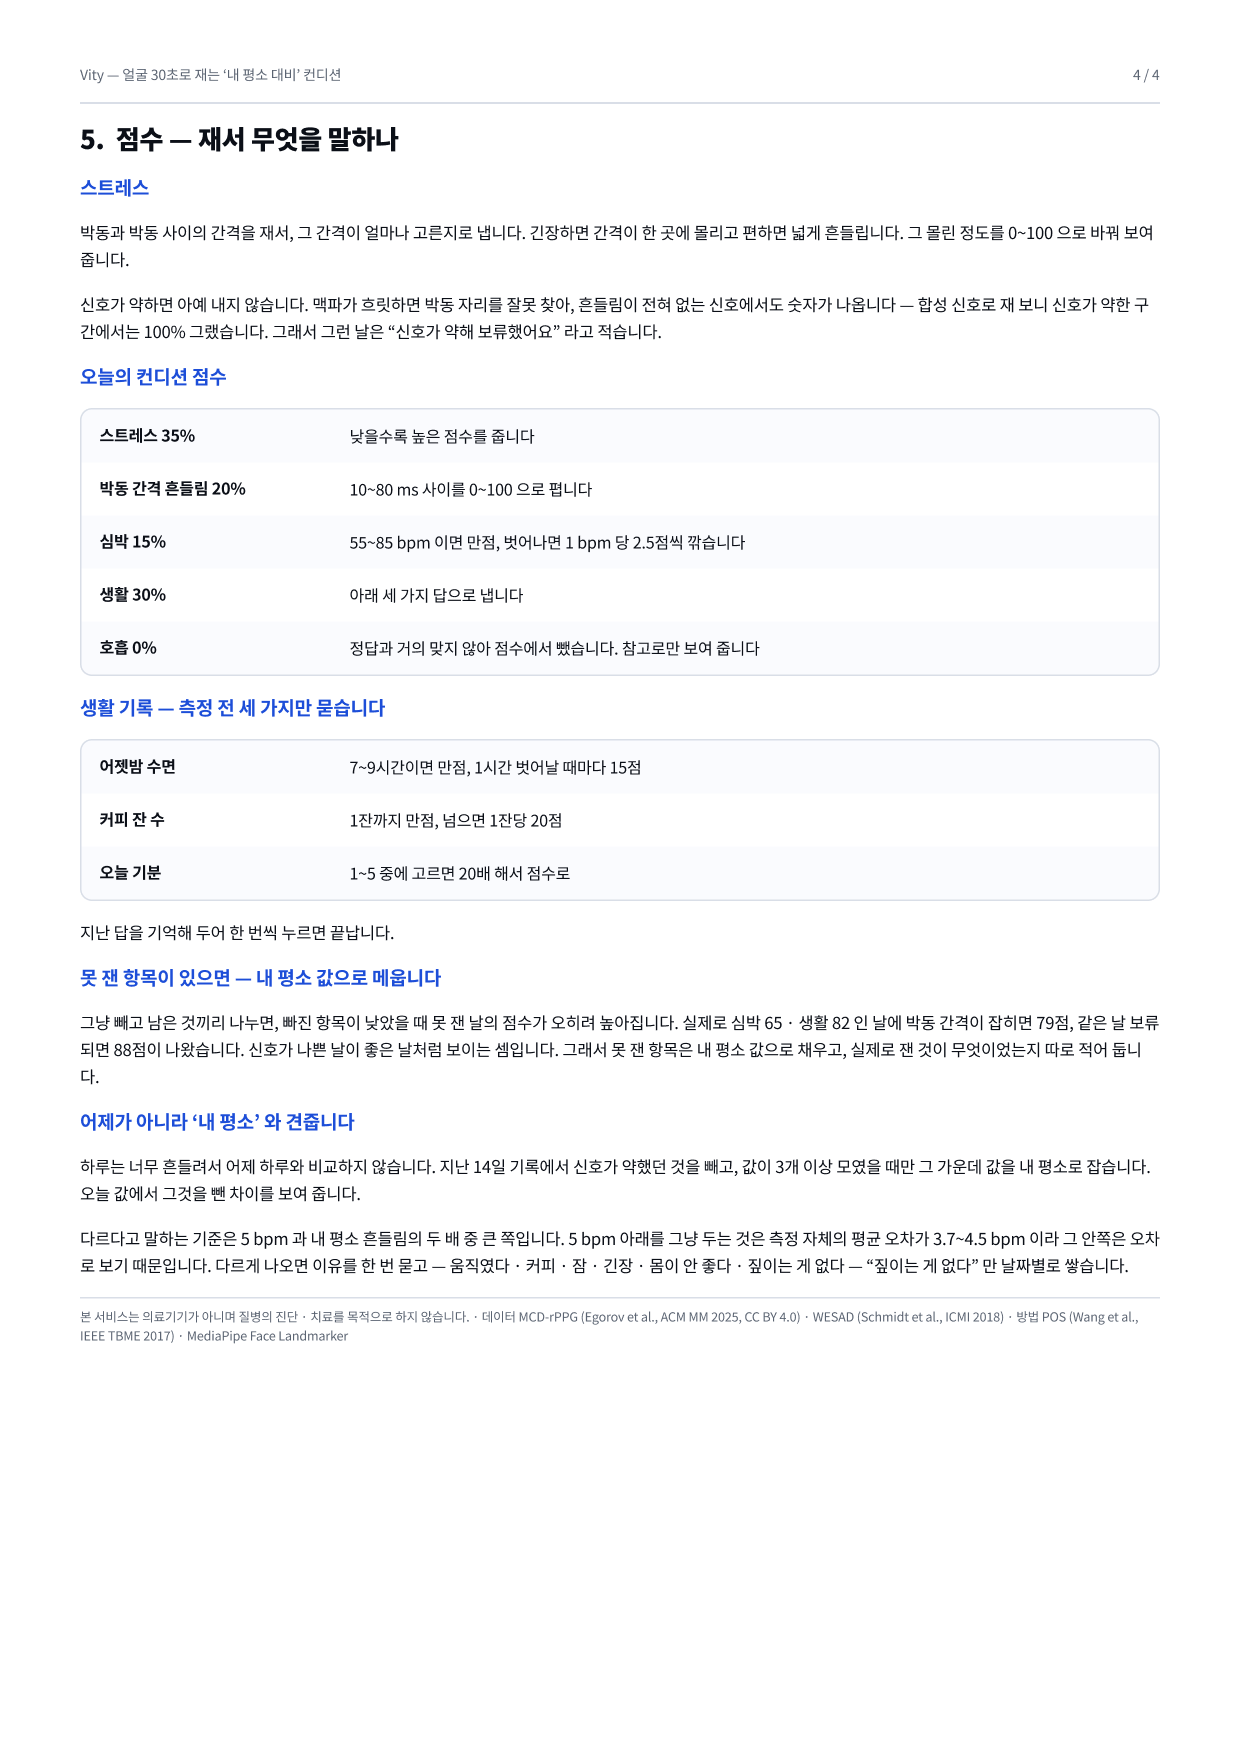 Vity — 얼굴 30초로 재는 ‘내 평소 대비’ 컨디션
4 / 4
5. 점수 — 재서 무엇을 말하나
스트레스
박동과 박동 사이의 간격을 재서, 그 간격이 얼마나 고른지로 냅니다. 긴장하면 간격이 한 곳에 몰리고 편하면 넓게 흔들립니다. 그 몰린 정도를 0~100 으로 바꿔 보여
줍니다.
신호가 약하면 아예 내지 않습니다. 맥파가 흐릿하면 박동 자리를 잘못 찾아, 흔들림이 전혀 없는 신호에서도 숫자가 나옵니다 — 합성 신호로 재 보니 신호가 약한 구
간에서는 100% 그랬습니다. 그래서 그런 날은 “신호가 약해 보류했어요” 라고 적습니다.
오늘의 컨디션 점수
스트레스 35%
낮을수록 높은 점수를 줍니다
박동 간격 흔들림 20%
10~80 ms 사이를 0~100 으로 폅니다
심박 15%
55~85 bpm 이면 만점, 벗어나면 1 bpm 당 2.5점씩 깎습니다
생활 30%
아래 세 가지 답으로 냅니다
호흡 0%
정답과 거의 맞지 않아 점수에서 뺐습니다. 참고로만 보여 줍니다
생활 기록 — 측정 전 세 가지만 묻습니다
어젯밤 수면
7~9시간이면 만점, 1시간 벗어날 때마다 15점
커피 잔 수
1잔까지 만점, 넘으면 1잔당 20점
오늘 기분
1~5 중에 고르면 20배 해서 점수로
지난 답을 기억해 두어 한 번씩 누르면 끝납니다.
못 잰 항목이 있으면 — 내 평소 값으로 메웁니다
그냥 빼고 남은 것끼리 나누면, 빠진 항목이 낮았을 때 못 잰 날의 점수가 오히려 높아집니다. 실제로 심박 65 · 생활 82 인 날에 박동 간격이 잡히면 79점, 같은 날 보류
되면 88점이 나왔습니다. 신호가 나쁜 날이 좋은 날처럼 보이는 셈입니다. 그래서 못 잰 항목은 내 평소 값으로 채우고, 실제로 잰 것이 무엇이었는지 따로 적어 둡니
다.
어제가 아니라 ‘내 평소’ 와 견줍니다
하루는 너무 흔들려서 어제 하루와 비교하지 않습니다. 지난 14일 기록에서 신호가 약했던 것을 빼고, 값이 3개 이상 모였을 때만 그 가운데 값을 내 평소로 잡습니다.
오늘 값에서 그것을 뺀 차이를 보여 줍니다.
다르다고 말하는 기준은 5 bpm 과 내 평소 흔들림의 두 배 중 큰 쪽입니다. 5 bpm 아래를 그냥 두는 것은 측정 자체의 평균 오차가 3.7~4.5 bpm 이라 그 안쪽은 오차
로 보기 때문입니다. 다르게 나오면 이유를 한 번 묻고 — 움직였다 · 커피 · 잠 · 긴장 · 몸이 안 좋다 · 짚이는 게 없다 — “짚이는 게 없다” 만 날짜별로 쌓습니다.
본 서비스는 의료기기가 아니며 질병의 진단 · 치료를 목적으로 하지 않습니다. · 데이터 MCD-rPPG (Egorov et al., ACM MM 2025, CC BY 4.0) · WESAD (Schmidt et al., ICMI 2018) · 방법 POS (Wang et al.,
IEEE TBME 2017) · MediaPipe Face Landmarker